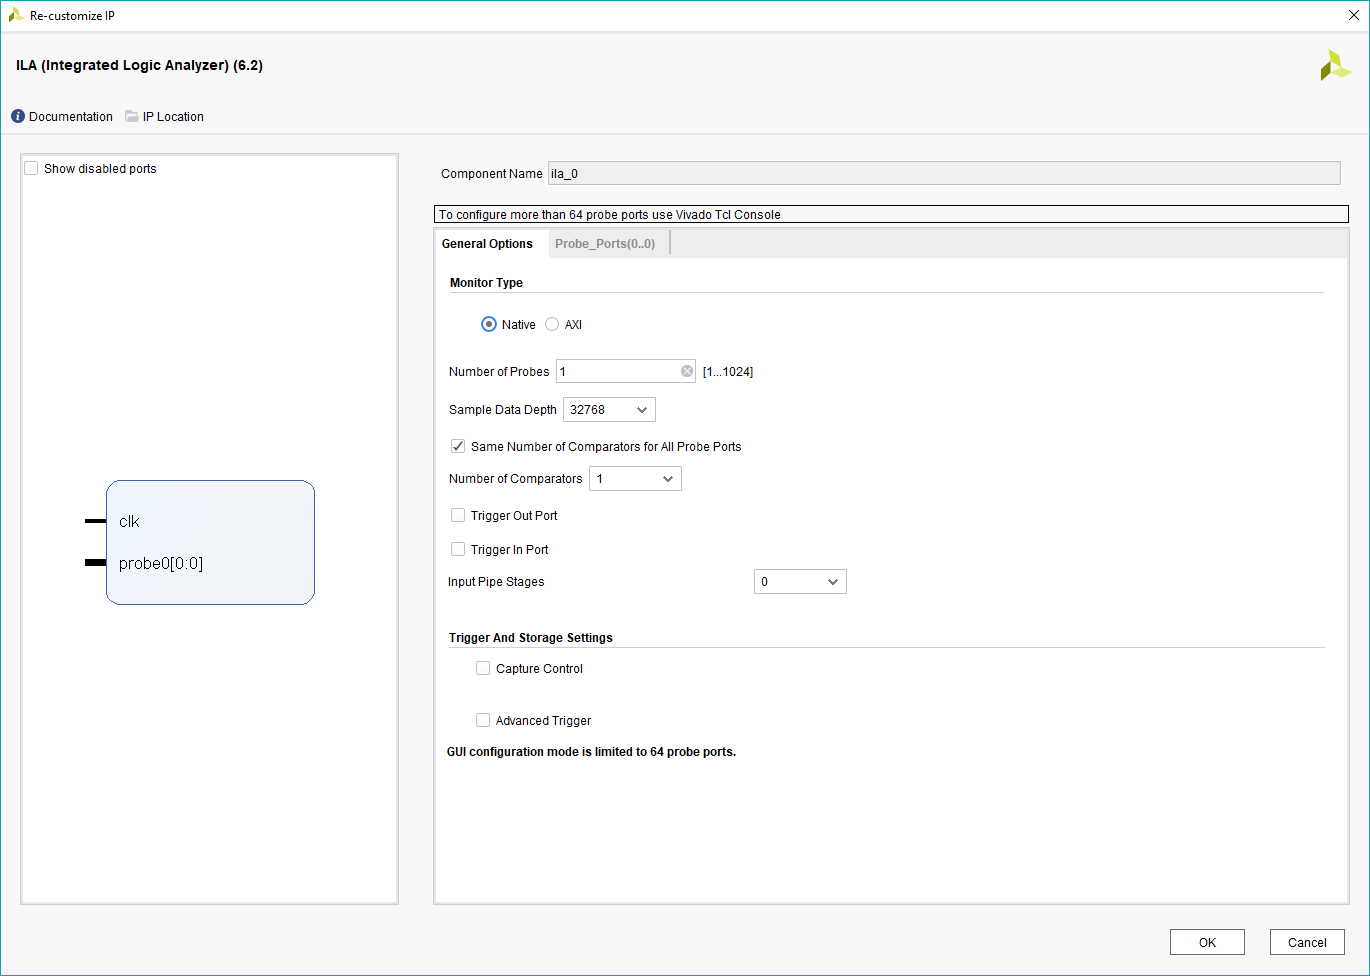 Re-customize IP
ILA (Integrated Logic Analyzer) (6.2)
Documentation IP Location
Show disabled ports
clk
probe0[0:0]
Component Name ila_0
To configure more than 64 probe ports use Vivado Tcl Console
General Options Probe_Ports(0..0)
Monitor Type
Native AXI
Number of Probes 1 [1...1024]
Sample Data Depth 32768
Same Number of Comparators for All Probe Ports
Number of Comparators 1
Trigger Out Port
Trigger In Port
Input Pipe Stages 0
Trigger And Storage Settings
Capture Control
Advanced Trigger
GUI configuration mode is limited to 64 probe ports.
OK Cancel